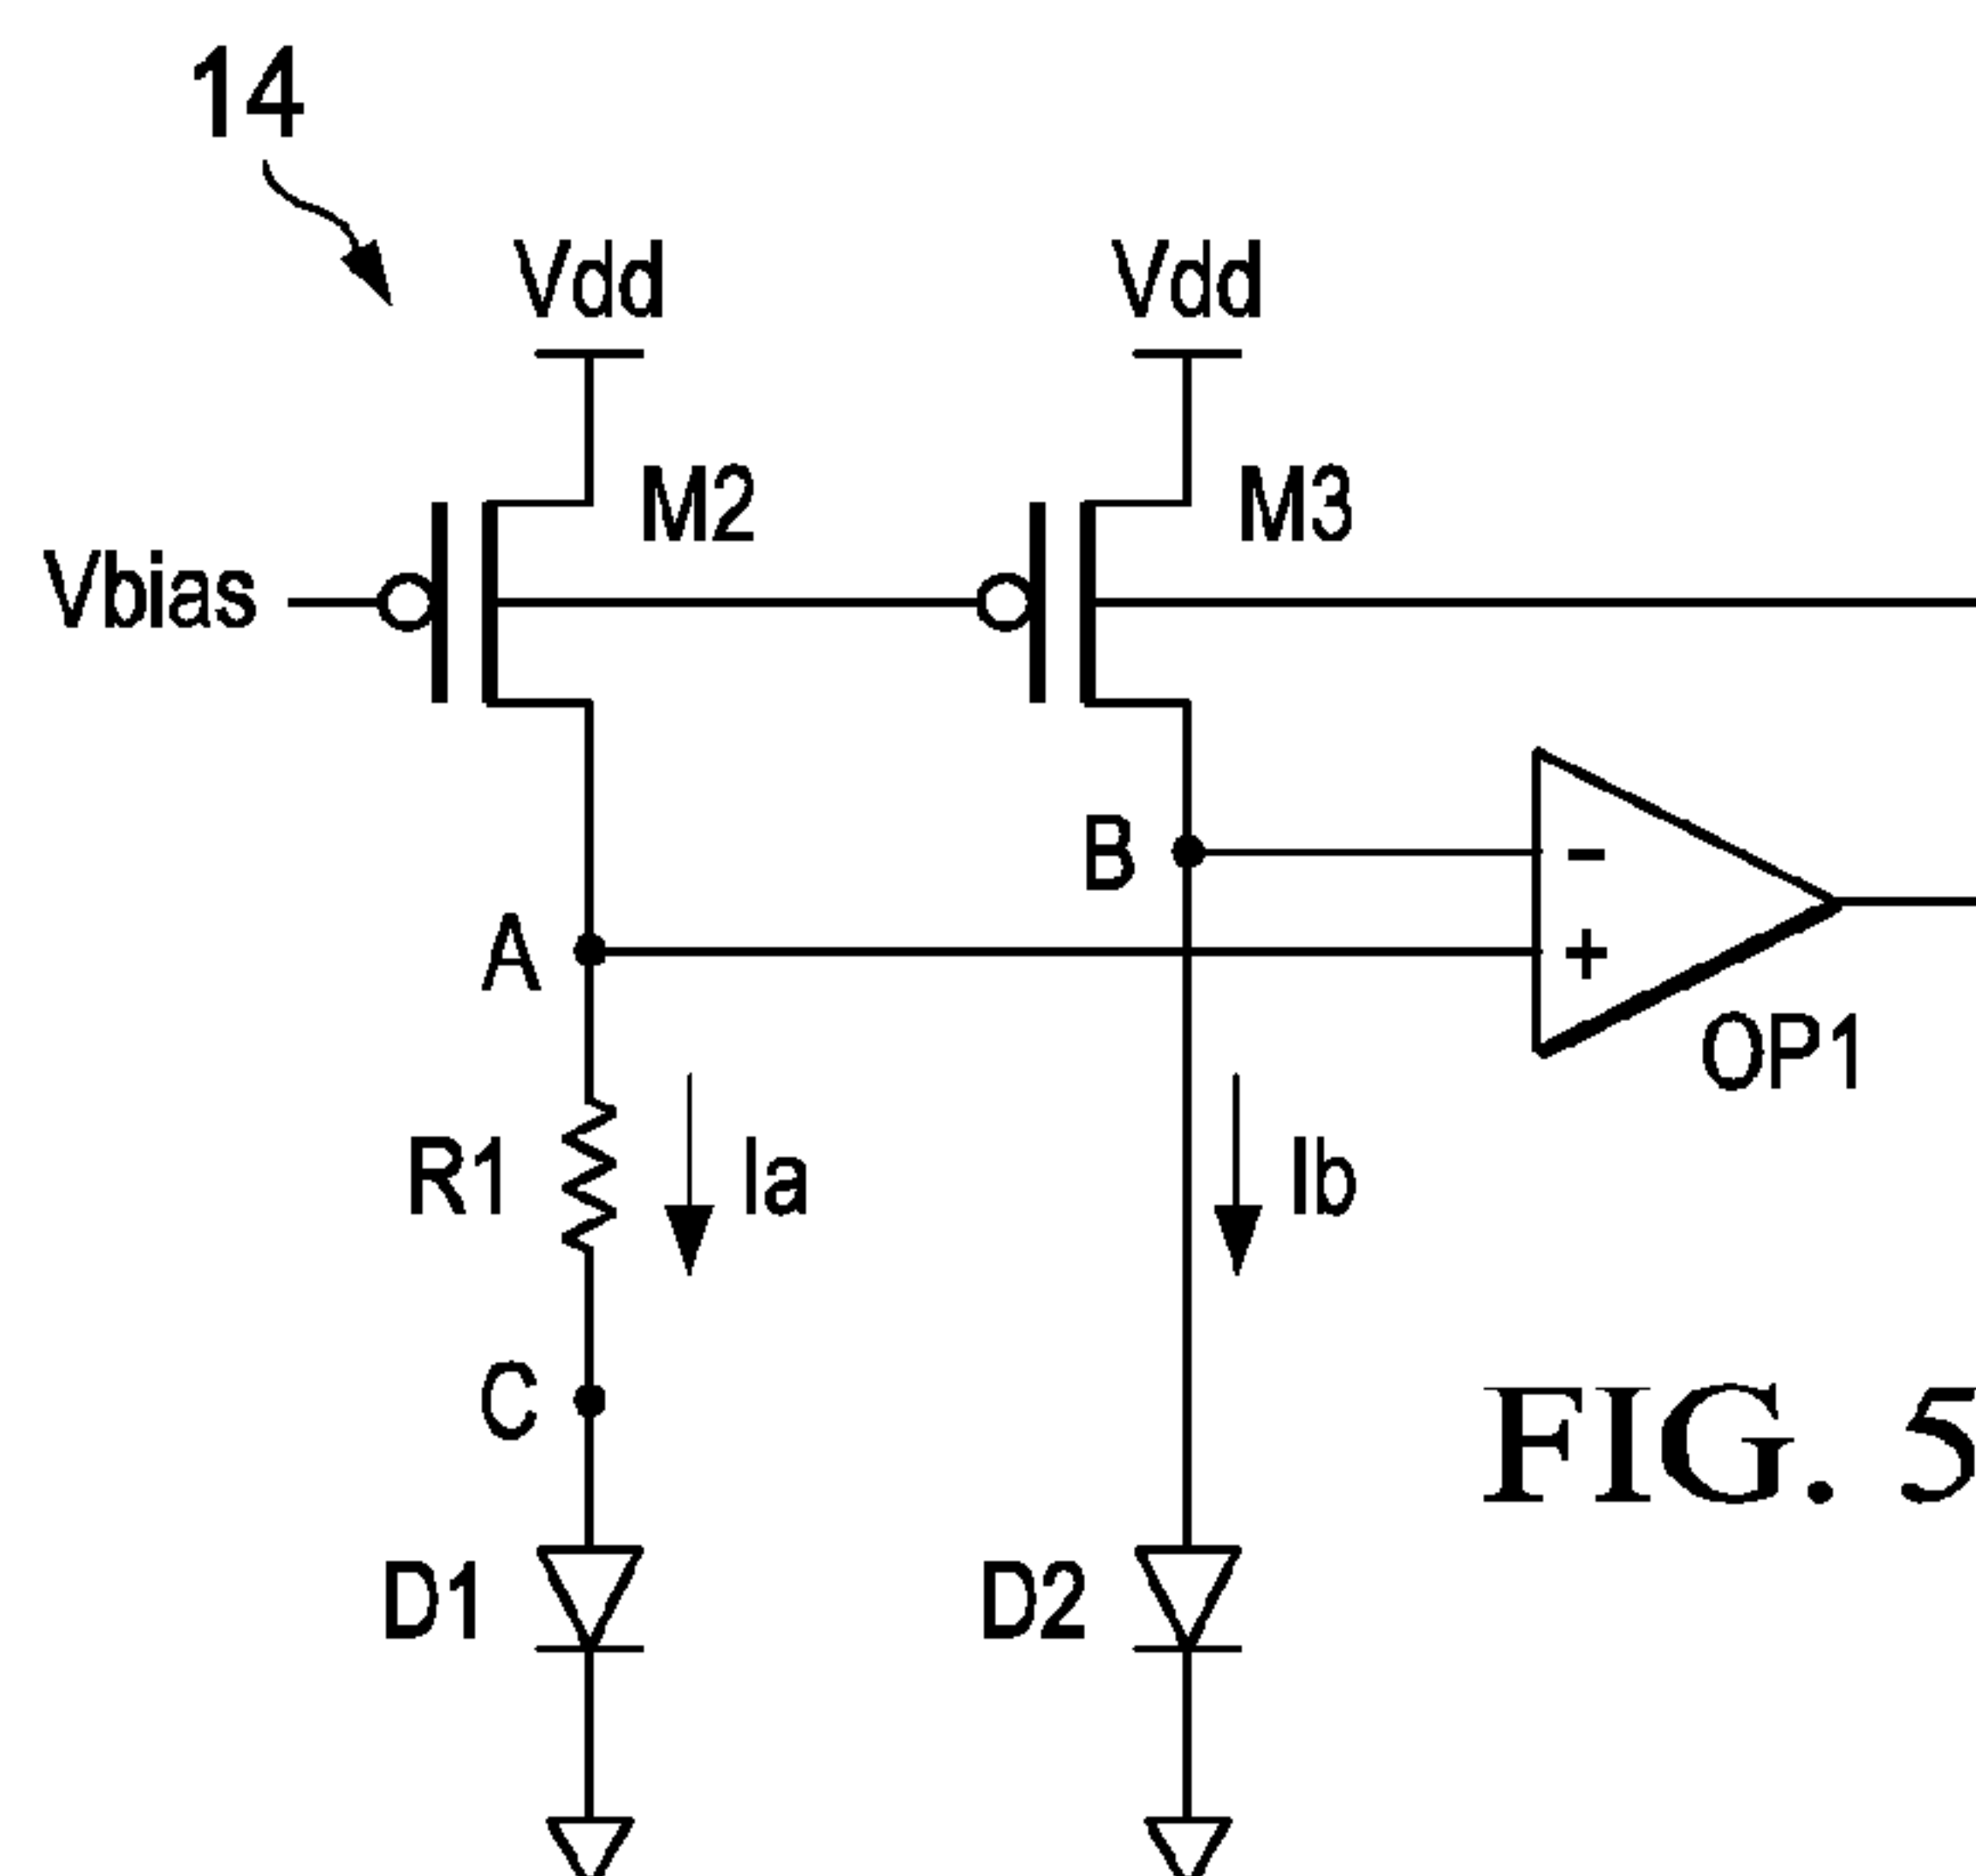 14
Vdd Vdd
M2 M3
Vbias
B -
A +
OP1
R1 Ia Ib
C
FIG. 5
D1 D2